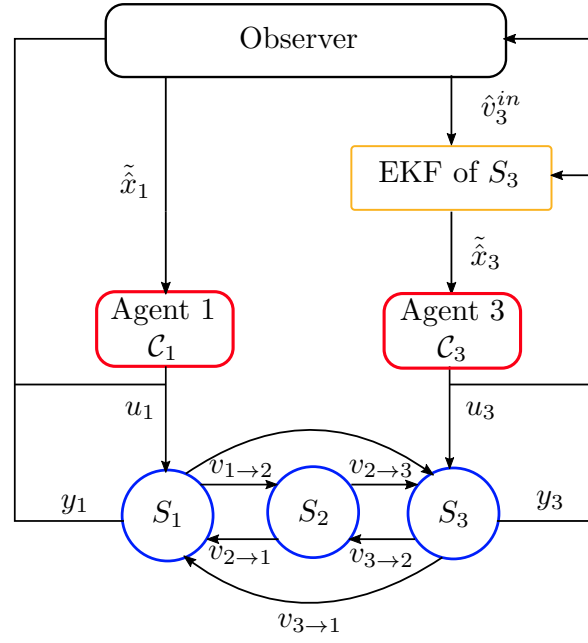 Observer
$\hat{v}_3^{in}$
EKF of $S_3$
$\tilde{\hat{x}}_1$
$\tilde{\hat{x}}_3$
Agent 1
$\mathcal{C}_1$
Agent 3
$\mathcal{C}_3$
$u_1$
$u_3$
$y_1$
$v_{1\to2}$
$v_{2\to3}$
$y_3$
$S_1$
$S_2$
$S_3$
$v_{2\to1}$
$v_{3\to2}$
$v_{3\to1}$